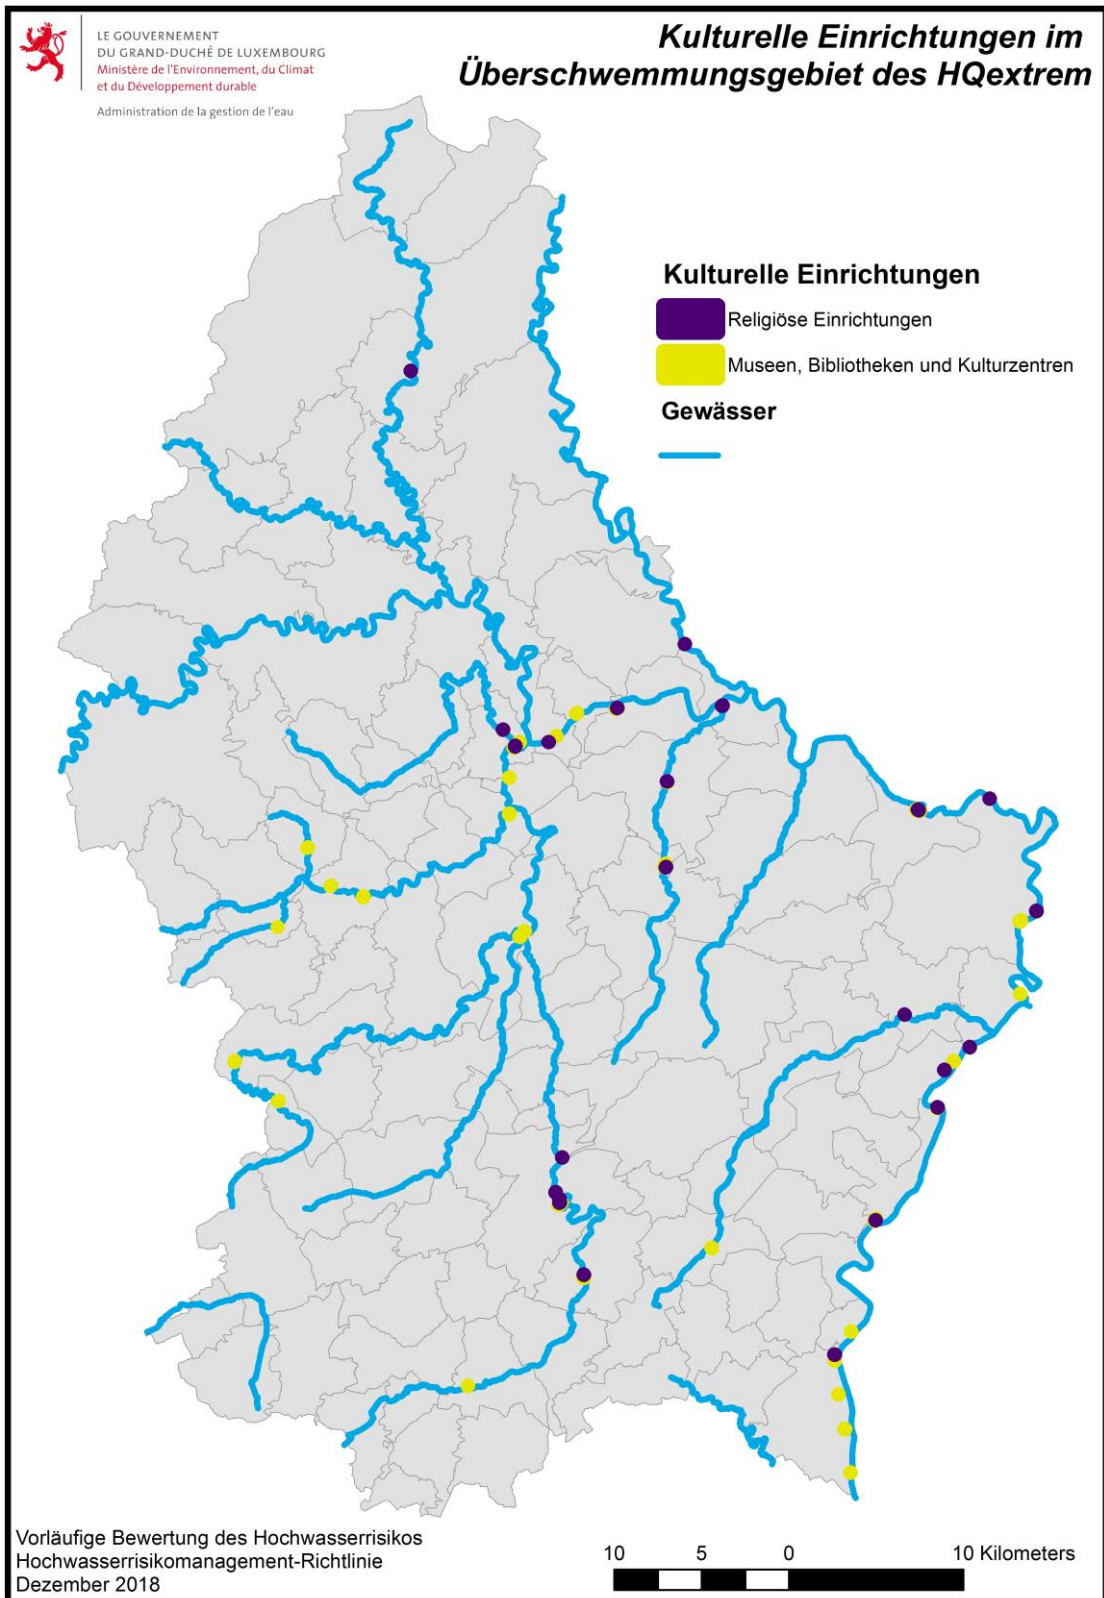 LE GOUVERNEMENT
DU GRAND-DUCHÉ DE LUXEMBOURG
Ministère de l'Environnement, du Climat
et du Développement durable
Administration de la gestion de l'eau
Kulturelle Einrichtungen im
Überschwemmungsgebiet des HQextrem
Kulturelle Einrichtungen
Religiöse Einrichtungen
Museen, Bibliotheken und Kulturzentren
Gewässer
Vorläufige Bewertung des Hochwasserrisikos
Hochwasserrisikomanagement-Richtlinie
Dezember 2018
10 5 0 10 Kilometers